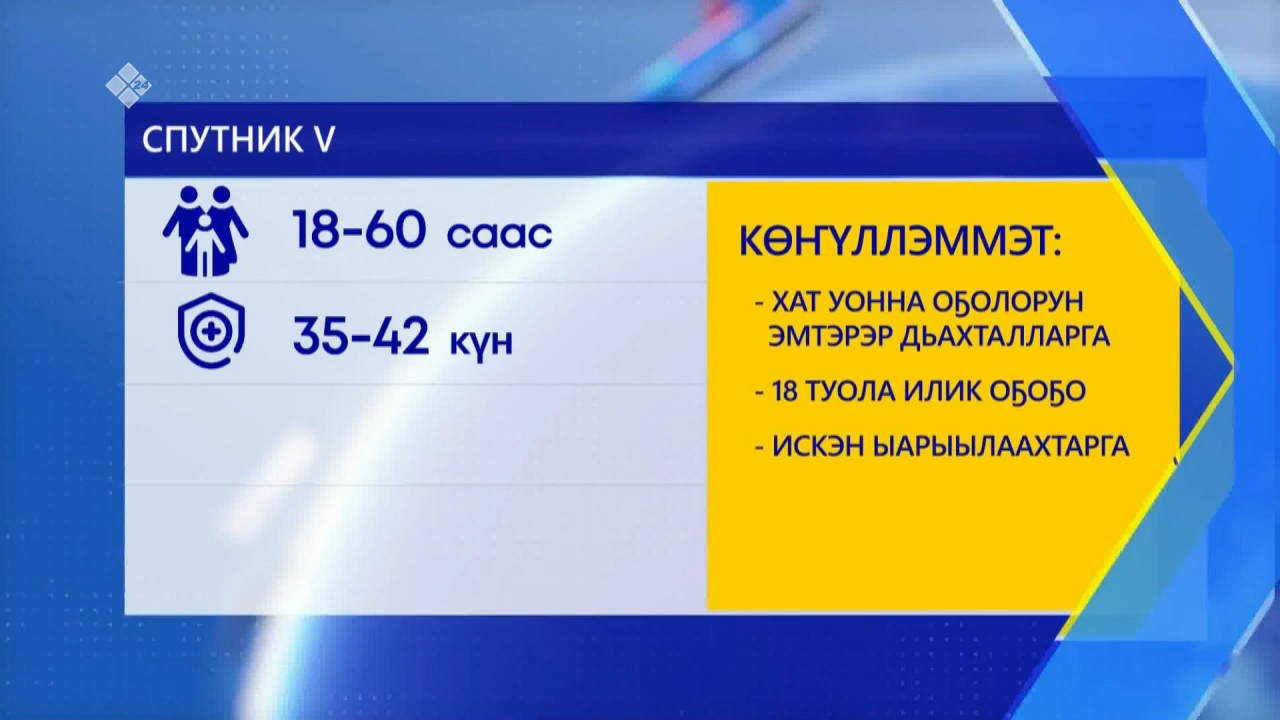 Х24
СПУТНИК V
18-60 саас
35-42 күн
КӨҤҮЛЛЭММЭТ:
- ХАТ УОННА ОҔОЛОРУН
ЭМТЭРЭР ДЬАХТАЛЛАРГА
- 18 ТУОЛА ИЛИК ОҔОҔО
- ИСКЭН ЫАРЫЫЛААХТАРГА